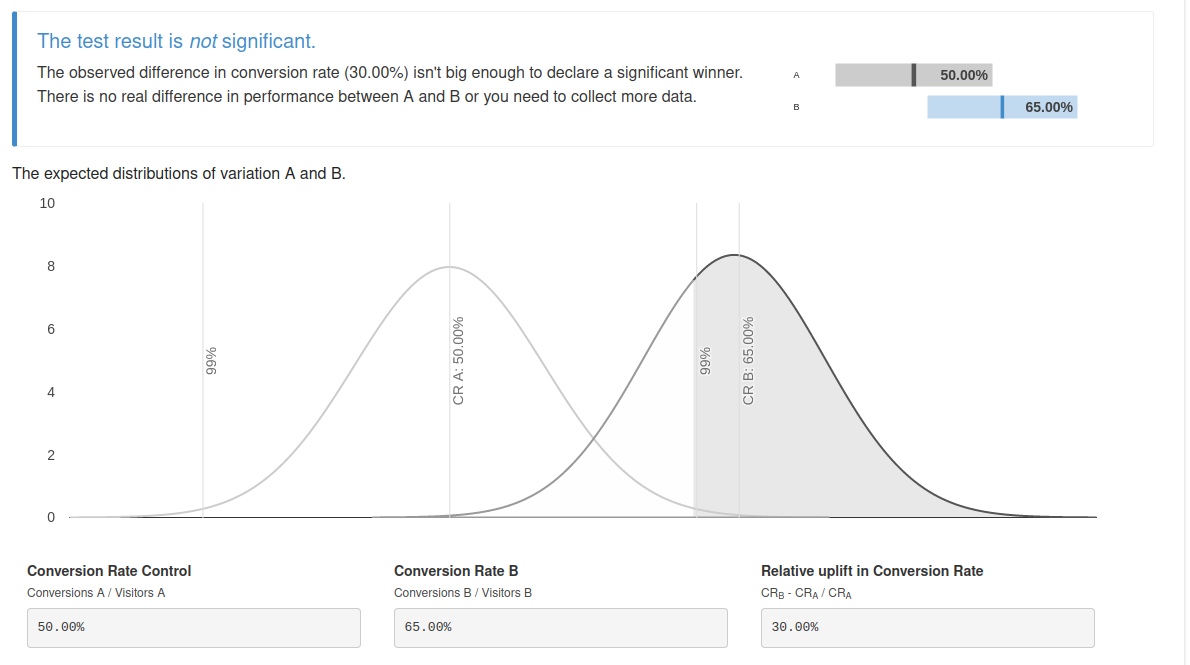 The test result is not significant.
The observed difference in conversion rate (30.00%) isn't big enough to declare a significant winner.
There is no real difference in performance between A and B or you need to collect more data.
A 50.00%
B 65.00%
The expected distributions of variation A and B.
10
8
6
4
2
0
99%
CR A: 50.00%
99%
CR B: 65.00%
Conversion Rate Control
Conversions A / Visitors A
50.00%
Conversion Rate B
Conversions B / Visitors B
65.00%
Relative uplift in Conversion Rate
CRB - CRA / CRA
30.00%